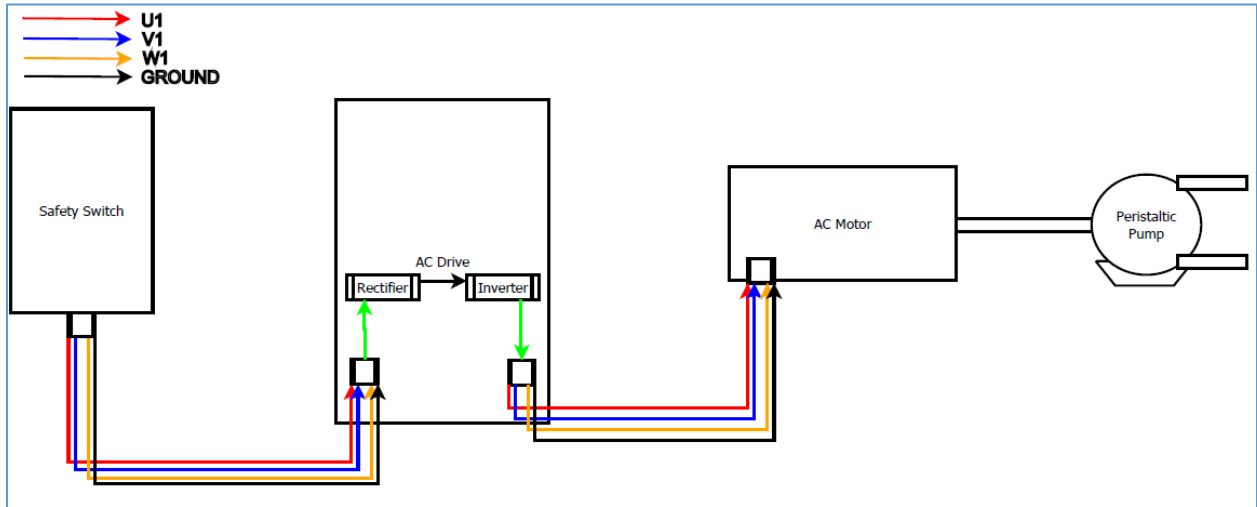 U1
V1
W1
GROUND
Safety Switch
AC Drive
Rectifier
Inverter
AC Motor
Peristaltic
Pump